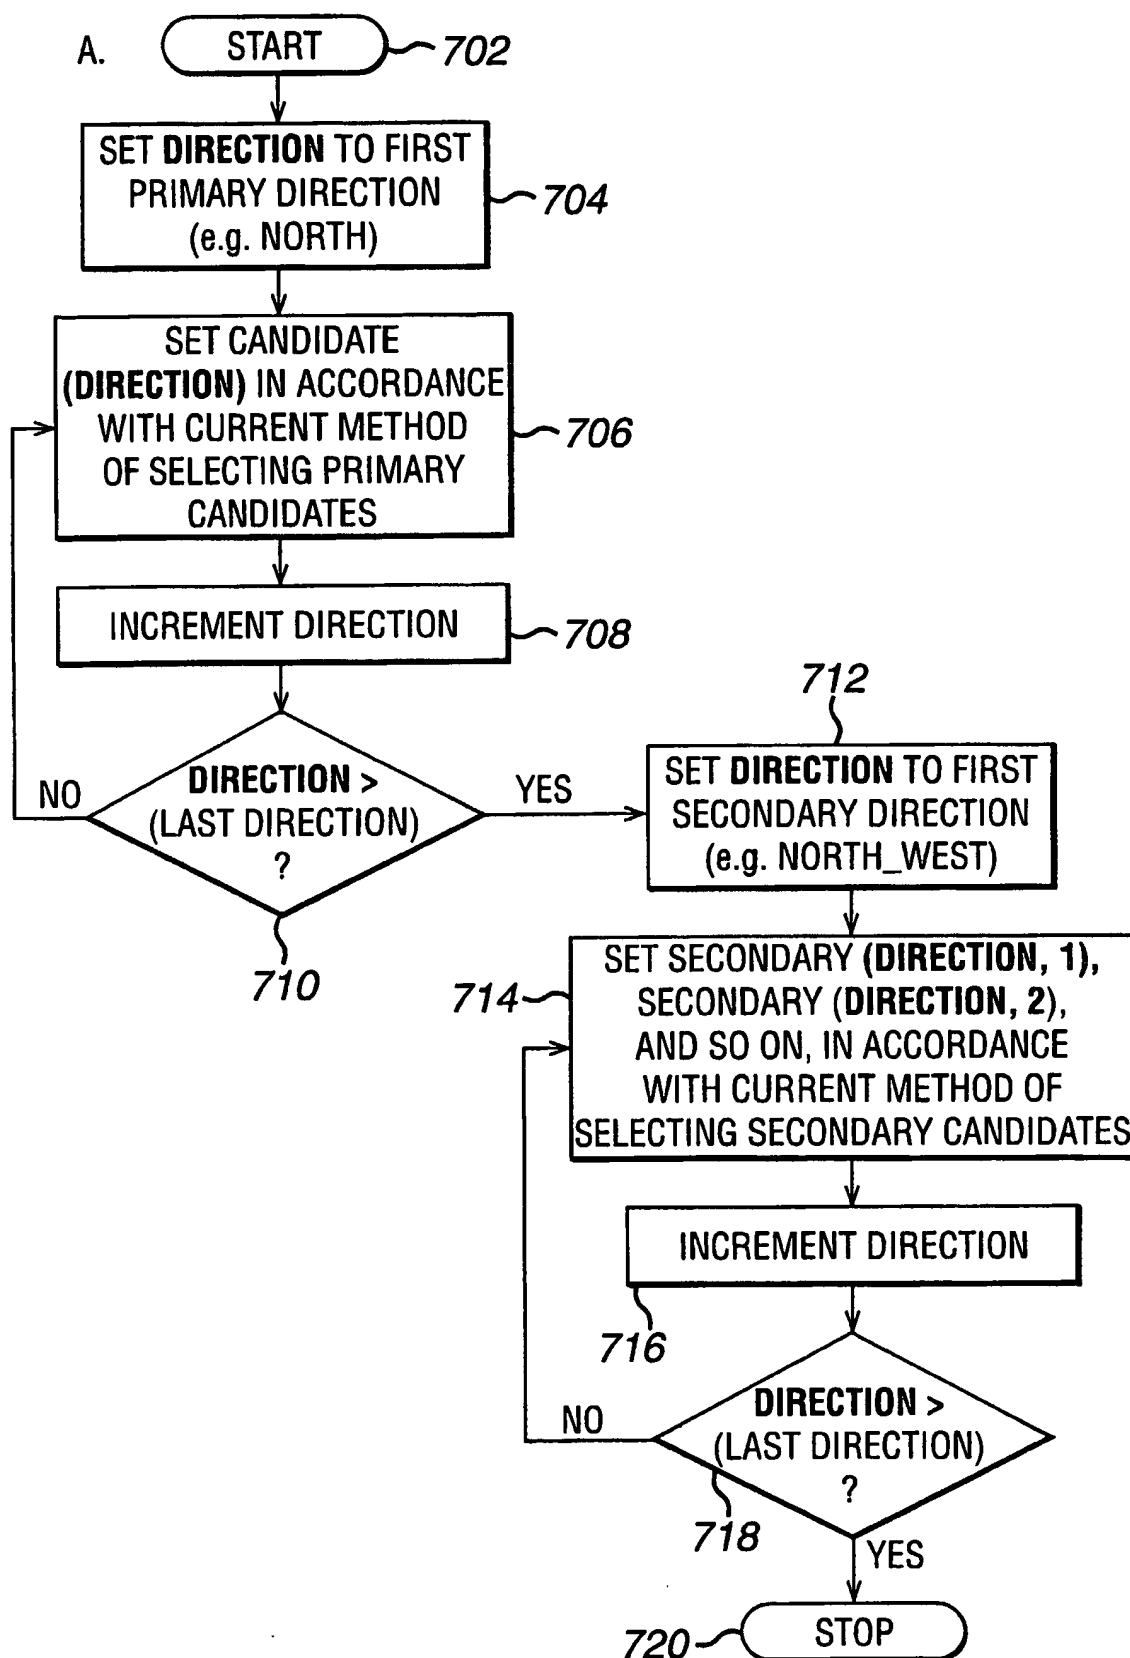 A.
START
702
SET DIRECTION TO FIRST
PRIMARY DIRECTION
(e.g. NORTH)
704
SET CANDIDATE
(DIRECTION) IN ACCORDANCE
WITH CURRENT METHOD
OF SELECTING PRIMARY
CANDIDATES
706
INCREMENT DIRECTION
708
DIRECTION >
(LAST DIRECTION)
?
NO
YES
710
712
SET DIRECTION TO FIRST
SECONDARY DIRECTION
(e.g. NORTH_WEST)
714
SET SECONDARY (DIRECTION, 1),
SECONDARY (DIRECTION, 2),
AND SO ON, IN ACCORDANCE
WITH CURRENT METHOD OF
SELECTING SECONDARY CANDIDATES
INCREMENT DIRECTION
716
DIRECTION >
(LAST DIRECTION)
?
NO
718
YES
STOP
720